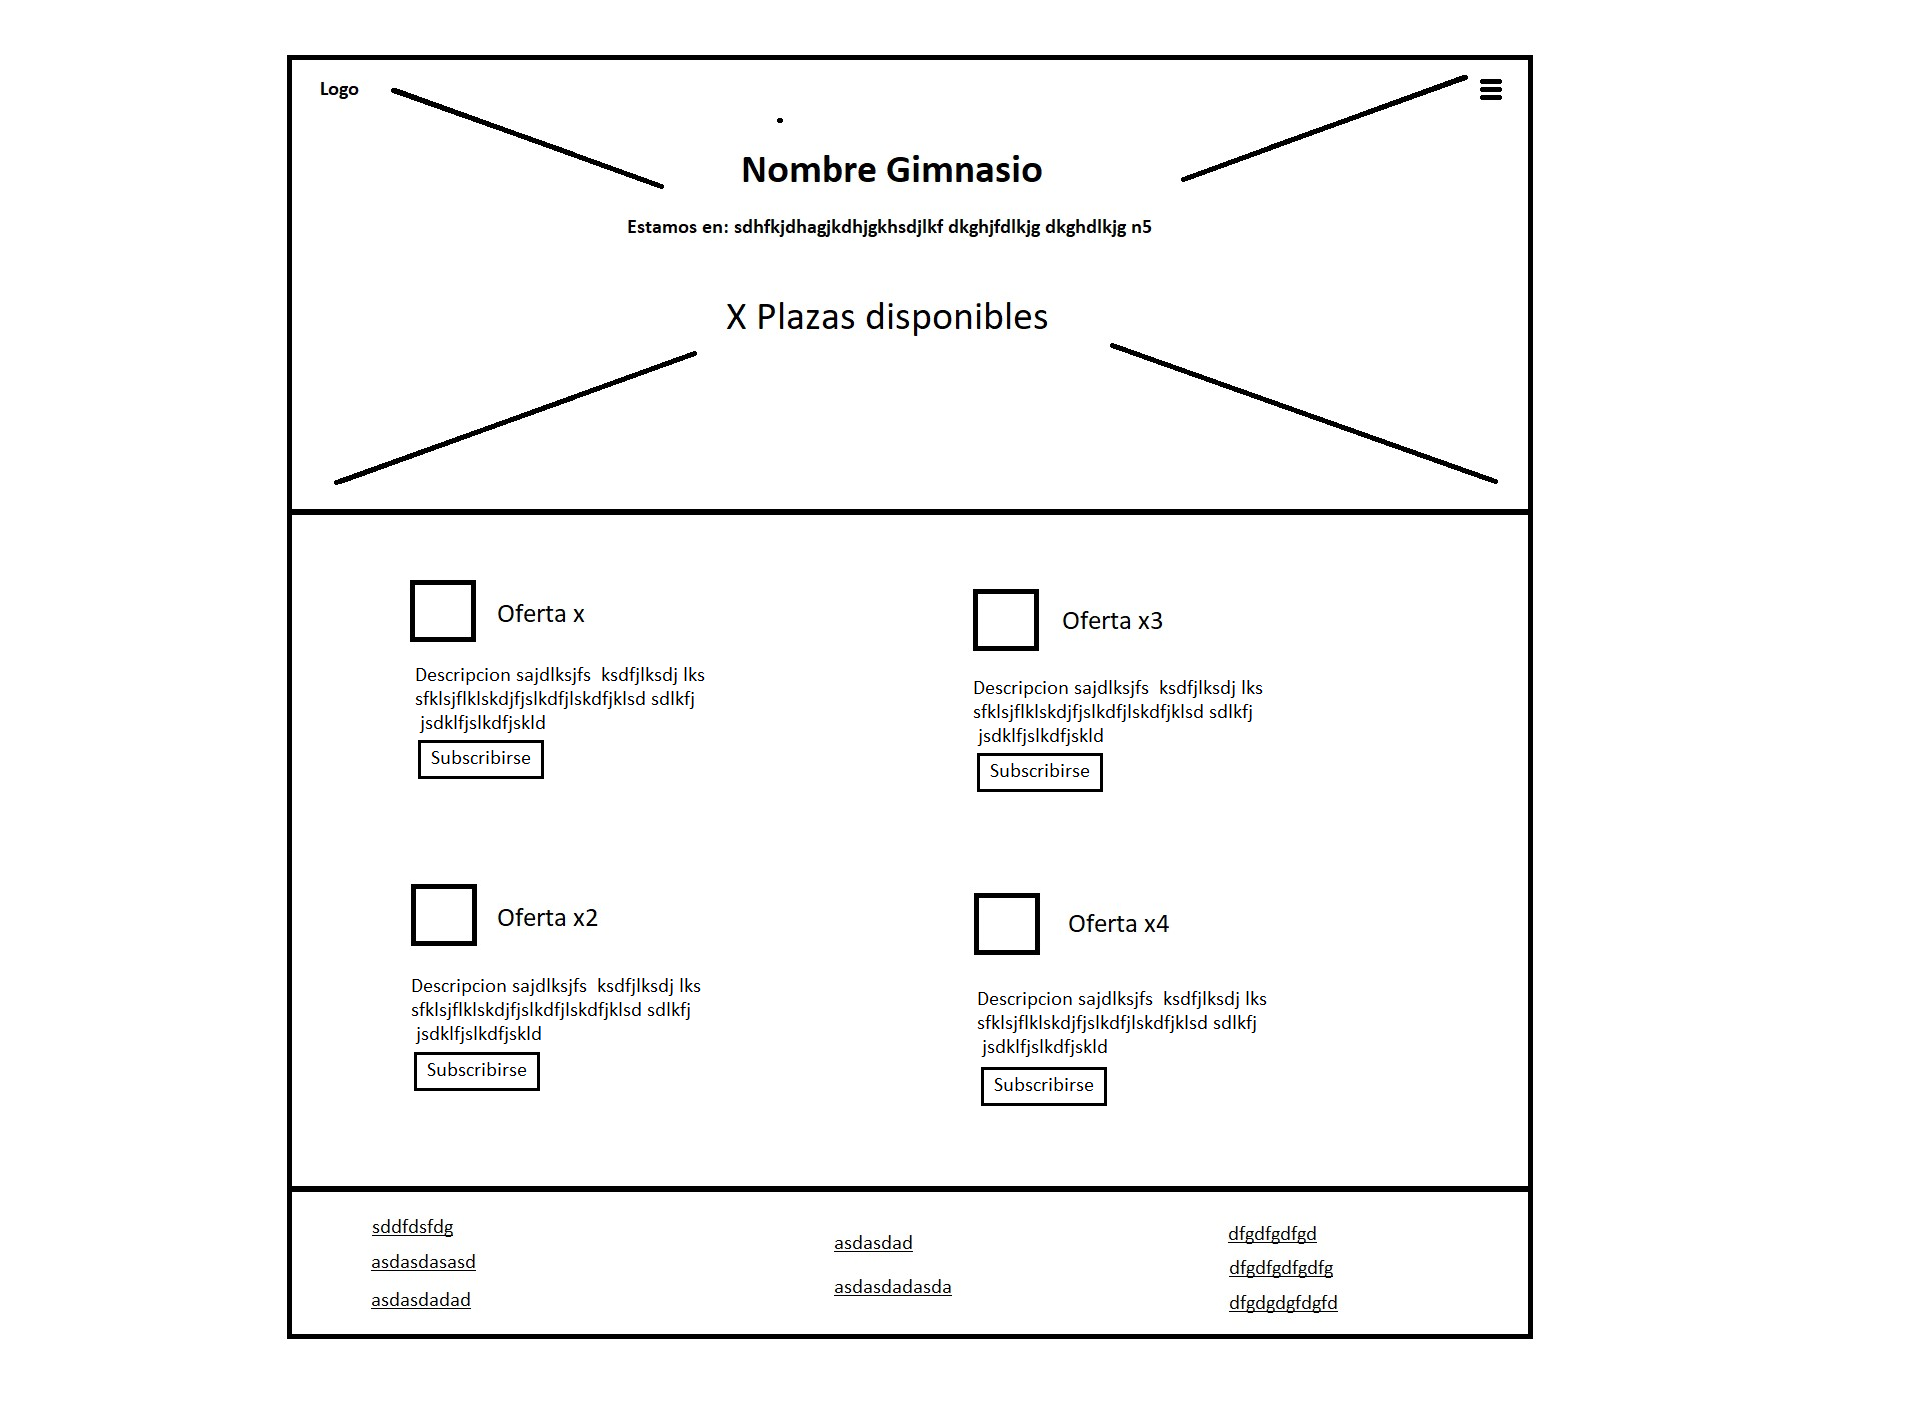 Logo
Nombre Gimnasio
Estamos en: sdhfkjdhagjkdhjgkhsdjlkf dkghjfdlkjg dkghdlkjg n5
X Plazas disponibles
Oferta x
Descripcion sajdlksjfs ksdfjlksdj lks
sfklsjflklskdjfjslkdfjlskdfjklsd sdlkfj
jsdklfjslkdfjskld
Subscribirse
Oferta x3
Descripcion sajdlksjfs ksdfjlksdj lks
sfklsjflklskdjfjslkdfjlskdfjklsd sdlkfj
jsdklfjslkdfjskld
Subscribirse
Oferta x2
Descripcion sajdlksjfs ksdfjlksdj lks
sfklsjflklskdjfjslkdfjlskdfjklsd sdlkfj
jsdklfjslkdfjskld
Subscribirse
Oferta x4
Descripcion sajdlksjfs ksdfjlksdj lks
sfklsjflklskdjfjslkdfjlskdfjklsd sdlkfj
jsdklfjslkdfjskld
Subscribirse
sddfdsfdg
asdasdasasd
asdasdadad
asdasdad
asdasdadasda
dfgdfgdfgd
dfgdfgdfgdfg
dfgdgdgfdgfd